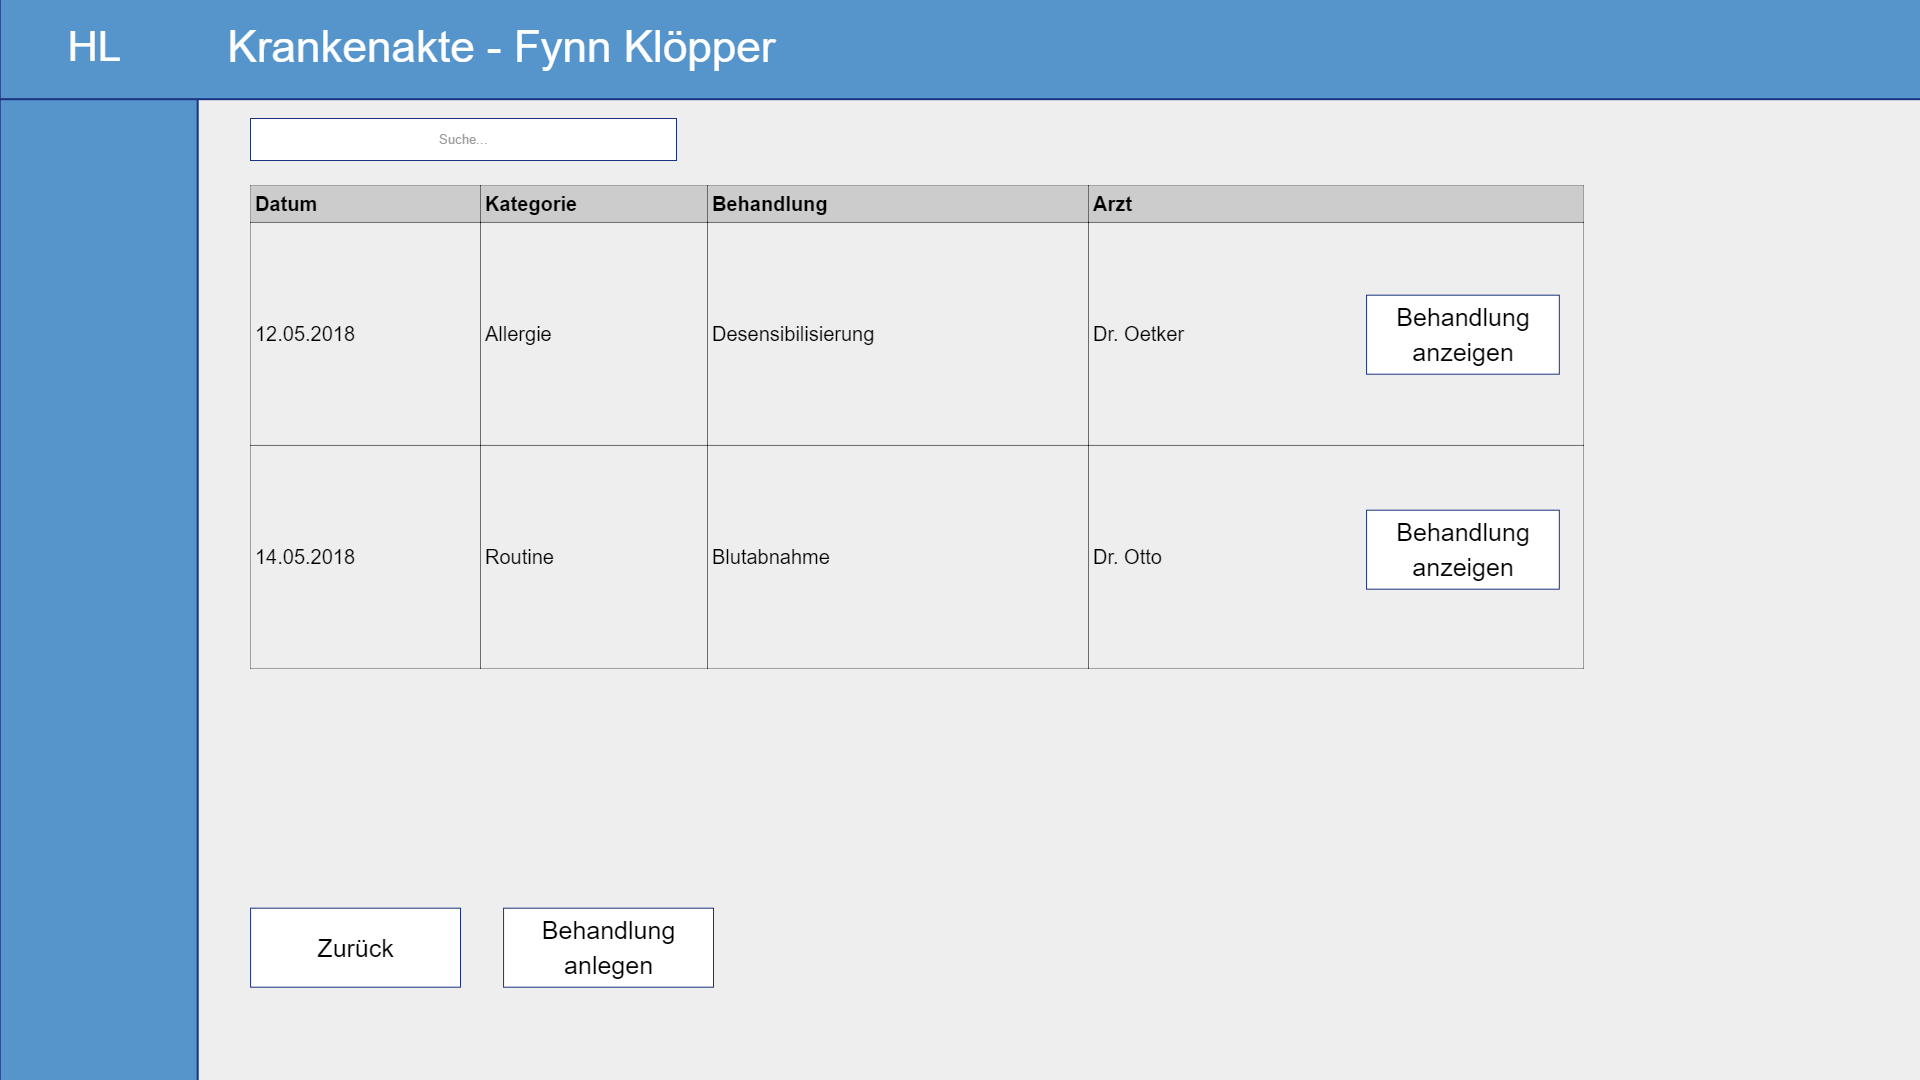 HL Krankenakte - Fynn Klöpper
Suche...
Datum Kategorie Behandlung Arzt
12.05.2018 Allergie Desensibilisierung Dr. Oetker Behandlung
anzeigen
14.05.2018 Routine Blutabnahme Dr. Otto Behandlung
anzeigen
Zurück
Behandlung
anlegen